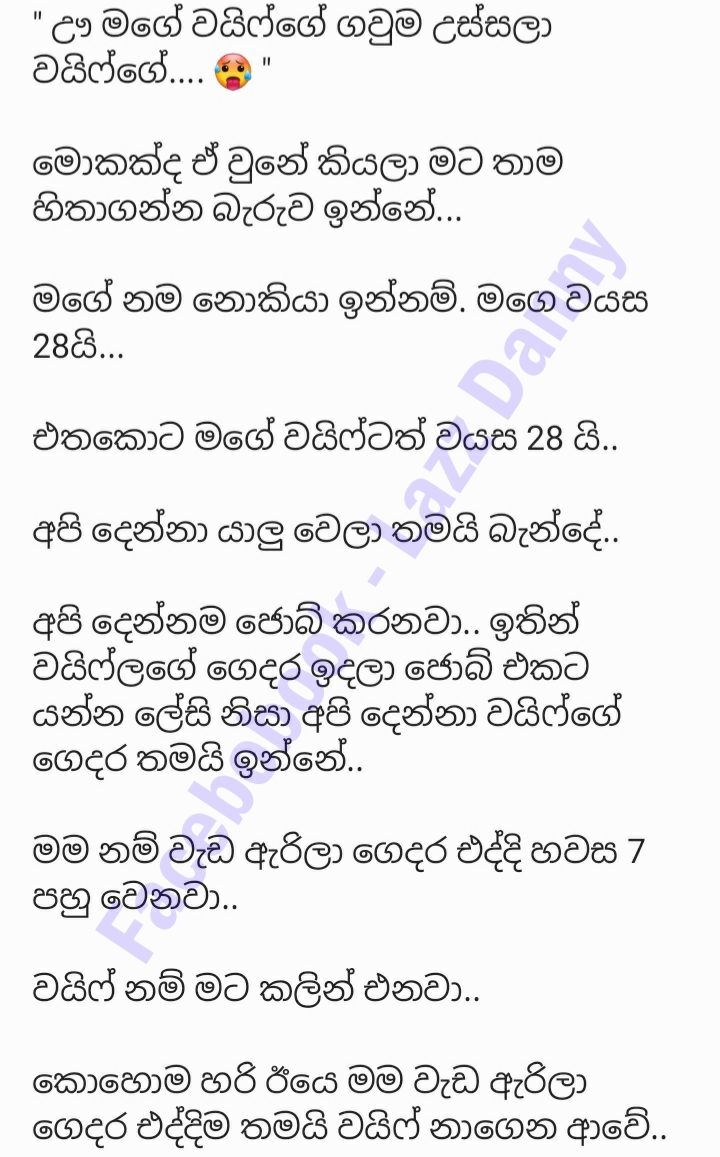 " ඌ මගේ වයිෆ්ගේ ගවුම උස්සලා
වයිෆ්ගේ.... 🥵 "
මොකක්ද ඒ වුනේ කියලා මට තාම
හිතාගන්න බැරුව ඉන්නේ...
මගේ නම නොකියා ඉන්නම්. මගෙ වයස
28යි...
එතකොට මගේ වයිෆ්ටත් වයස 28 යි..
අපි දෙන්නා යාලු වෙලා තමයි බැන්දේ..
අපි දෙන්නම ජොබ් කරනවා.. ඉතින්
වයිෆ්ලගේ ගෙදර ඉදලා ජොබ් එකට
යන්න ලේසි නිසා අපි දෙන්නා වයිෆ්ගේ
ගෙදර තමයි ඉන්නේ..
මම නම් වැඩ ඇරිලා ගෙදර එද්දි හවස 7
පහු වෙනවා..
වයිෆ් නම් මට කලින් එනවා..
කොහොම හරි ඊයෙ මම වැඩ ඇරිලා
ගෙදර එද්දිම තමයි වයිෆ් නාගෙන ආවේ..
Facebobook - Lazz Danny